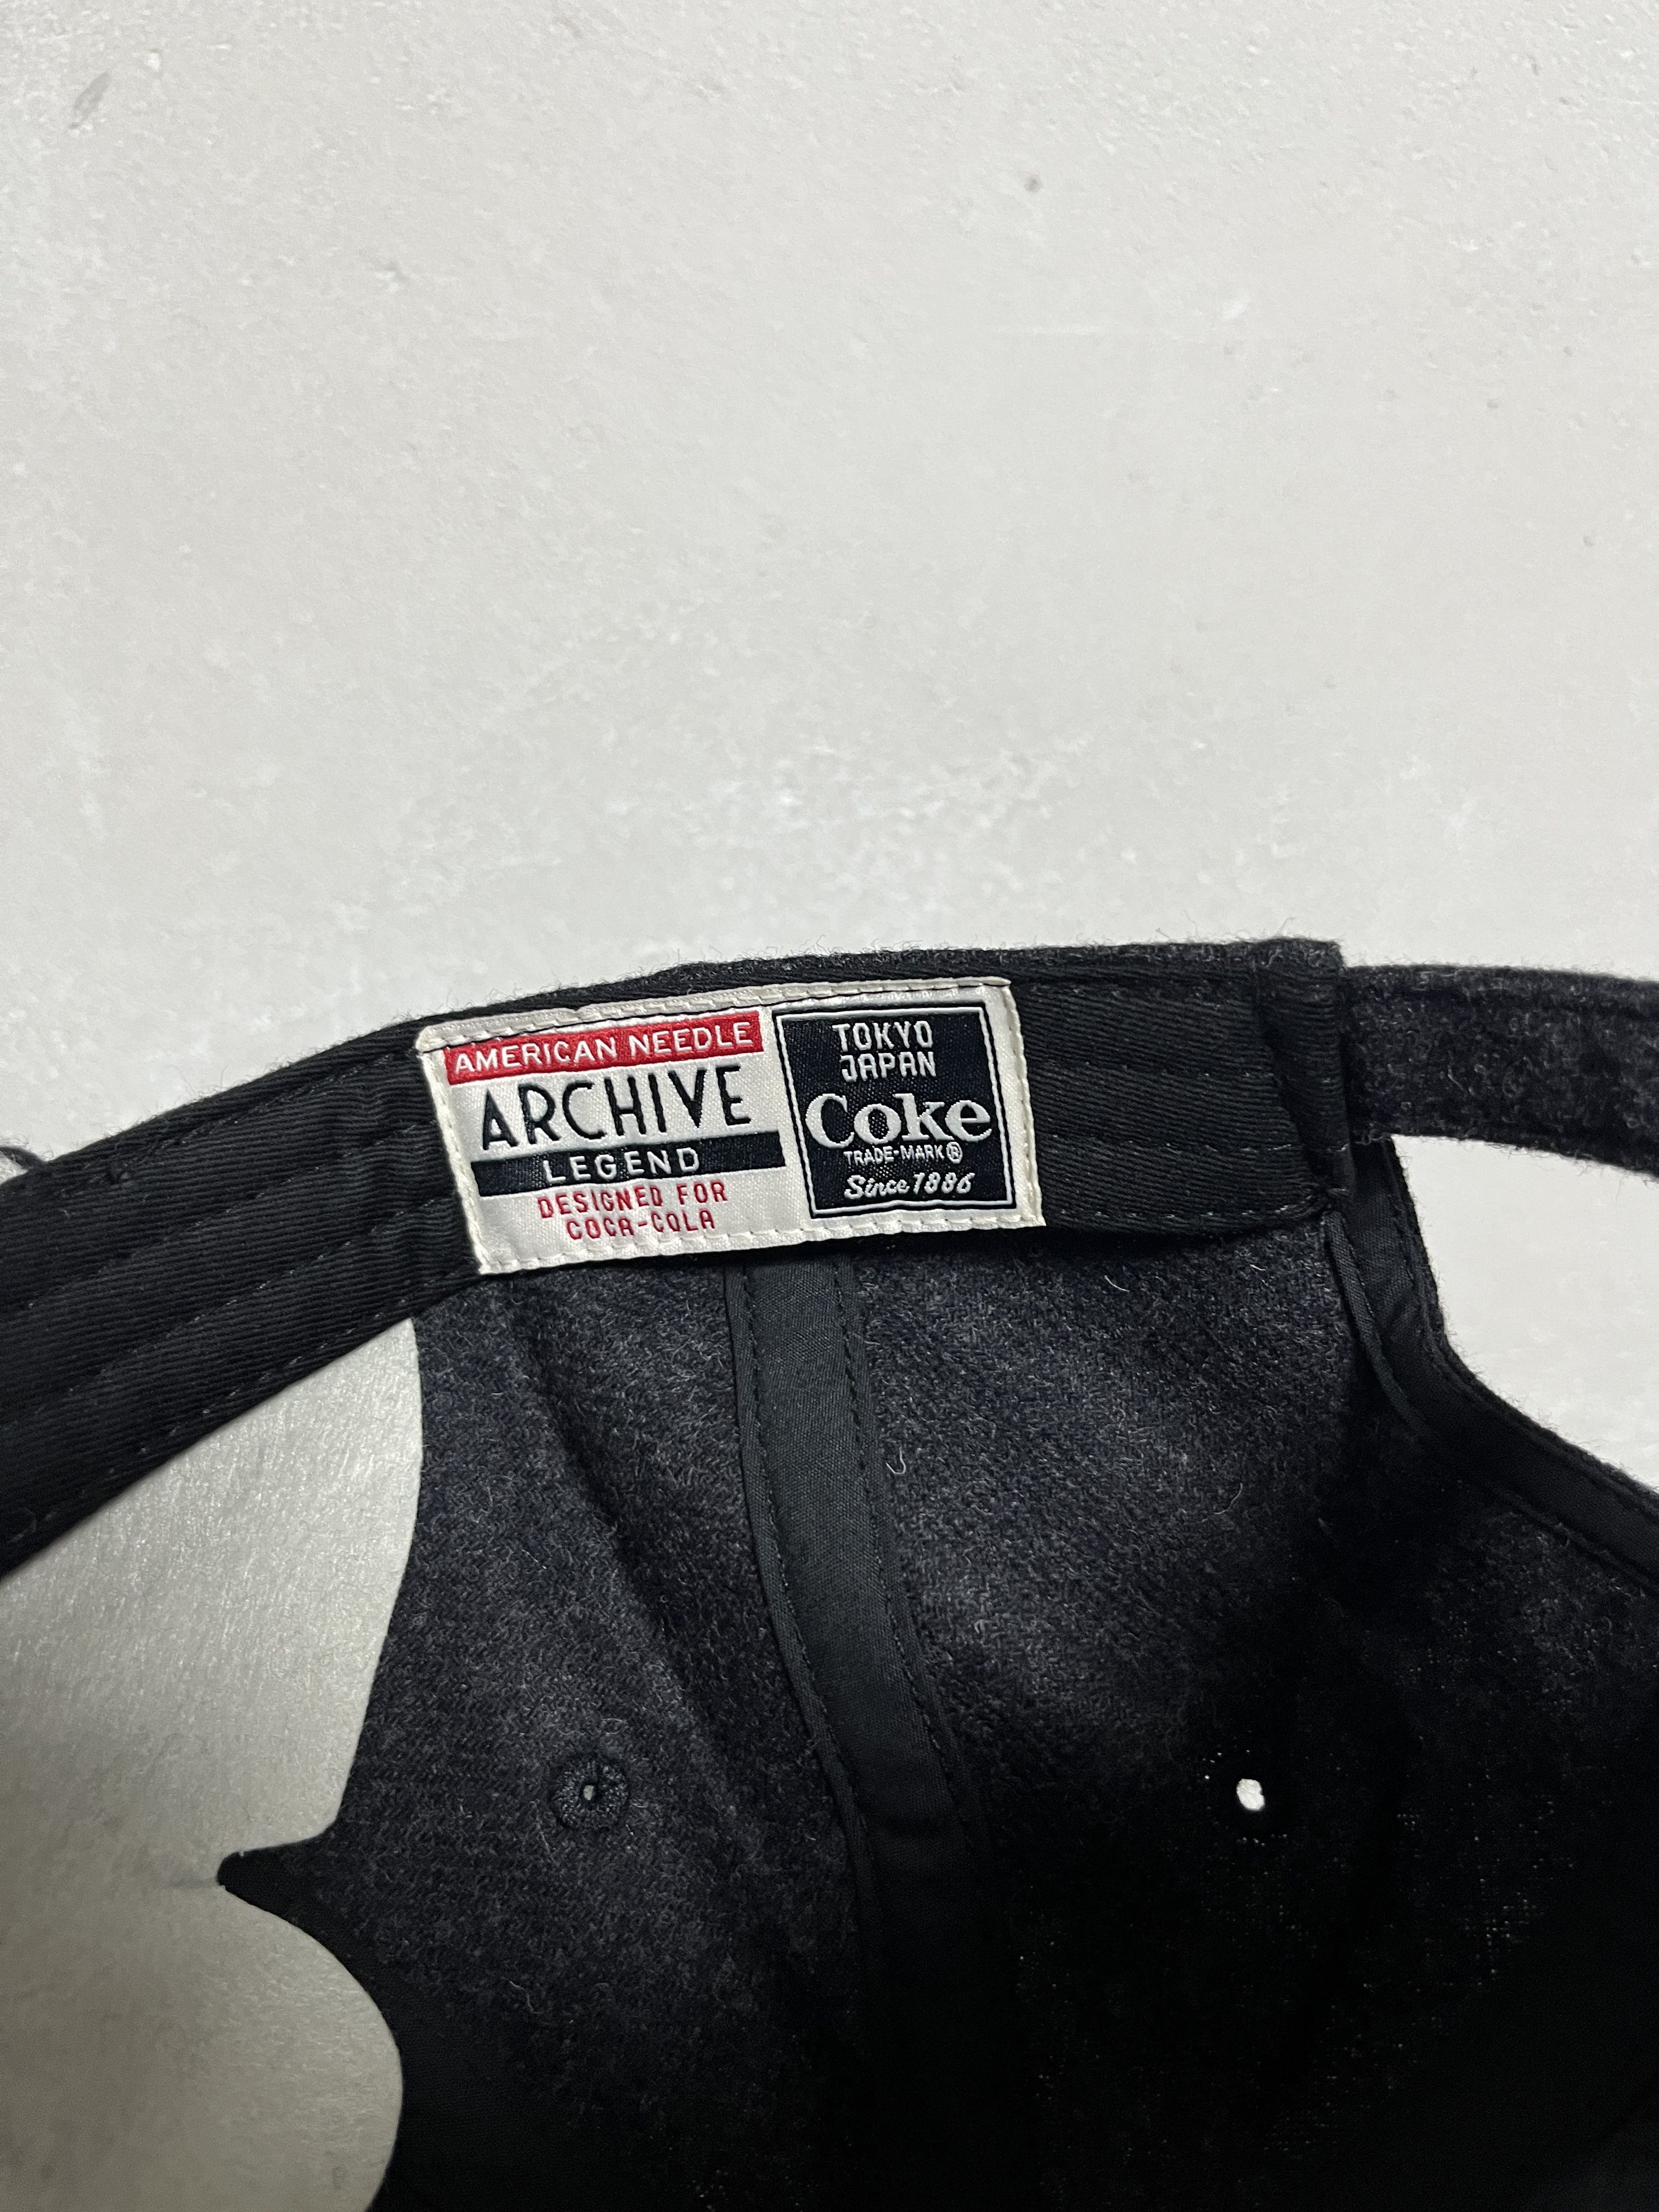 AMERICAN NEEDLE
ARCHIVE
LEGEND
DESIGNED FOR
COCA-COLA
TOKYO
JAPAN
Coke
TRADE-MARK®
Since 1886